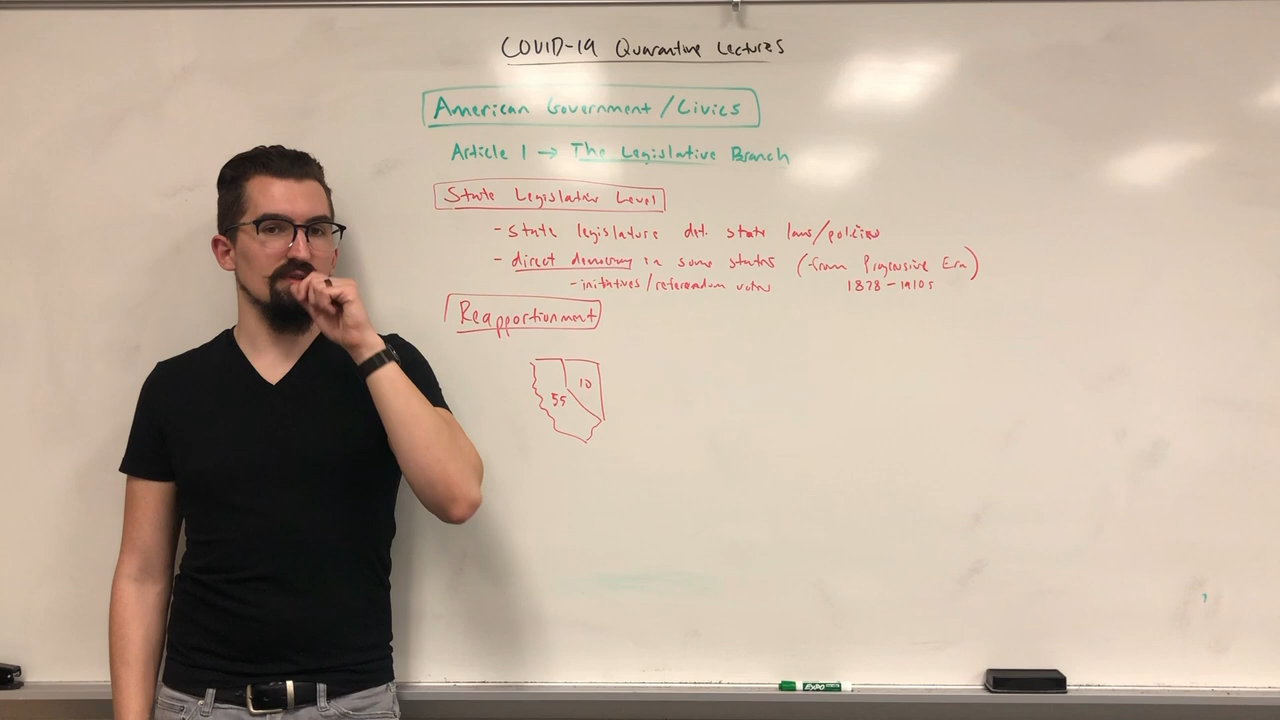 COVID-19 Quarantine Lectures
American Government/Civics
Article 1 → The Legislative Branch
State Legislative Level
- State legislature det. state laws/policies
- direct democracy in some states (from Progressive Era)
- initiatives/referendum votes 1878-1910s
Reapportionment
55 10
EXPO